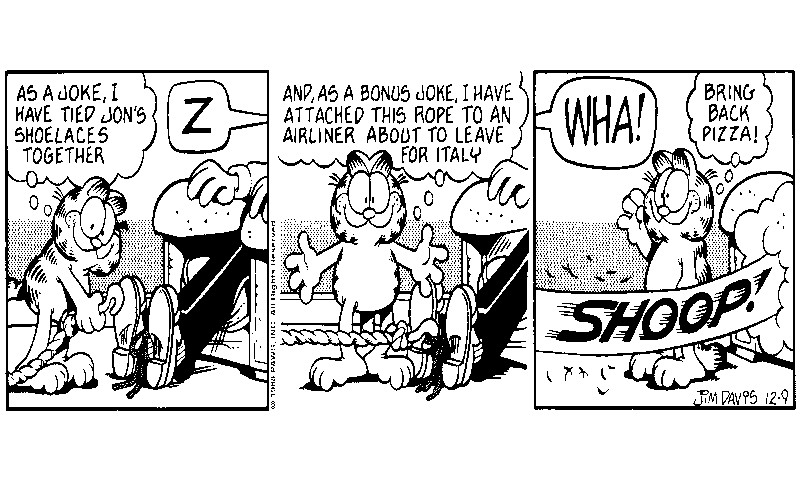 AS A JOKE, I
HAVE TIED JON'S
SHOELACES
TOGETHER
Z
AND, AS A BONUS JOKE, I HAVE
ATTACHED THIS ROPE TO AN
AIRLINER ABOUT TO LEAVE
FOR ITALY
WHA!
BRING
BACK
PIZZA!
SHOOP!
JIM DAVIS 12-9